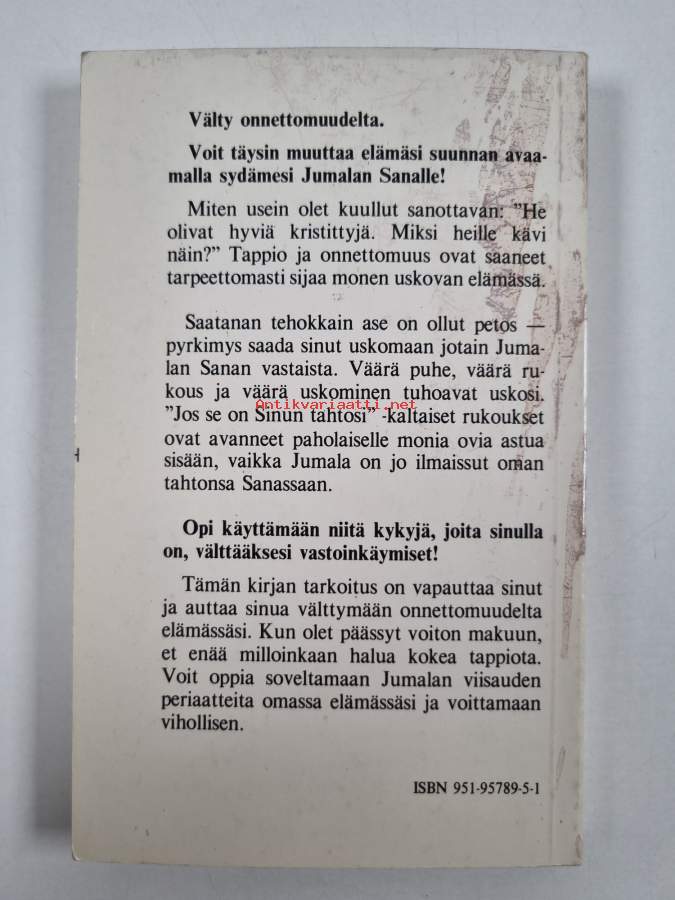 Välty onnettomuudelta.
Voit täysin muuttaa elämäsi suunnan avaa-
malla sydämesi Jumalan Sanalle!
Miten usein olet kuullut sanottavan: ”He
olivat hyviä kristittyjä. Miksi heille kävi
näin?” Tappio ja onnettomuus ovat saaneet
tarpeettomasti sijaa monen uskovan elämässä.
Saatanan tehokkain ase on ollut petos —
pyrkimys saada sinut uskomaan jotain Juma-
lan Sanan vastaista. Väärä puhe, väärä ru-
kous ja väärä uskominen tuhoavat uskosi.
Antikvariaatti.net
”Jos se on Sinun tahtosi” -kaltaiset rukoukset
ovat avanneet paholaiselle monia ovia astua
sisään, vaikka Jumala on jo ilmaissut oman
tahtonsa Sanassaan.
Opi käyttämään niitä kykyjä, joita sinulla
on, välttääksesi vastoinkäymiset!
Tämän kirjan tarkoitus on vapauttaa sinut
ja auttaa sinua välttymään onnettomuudelta
elämässäsi. Kun olet päässyt voiton makuun,
et enää milloinkaan halua kokea tappiota.
Voit oppia soveltamaan Jumalan viisauden
periaatteita omassa elämässäsi ja voittamaan
vihollisen.
ISBN 951-95789-5-1